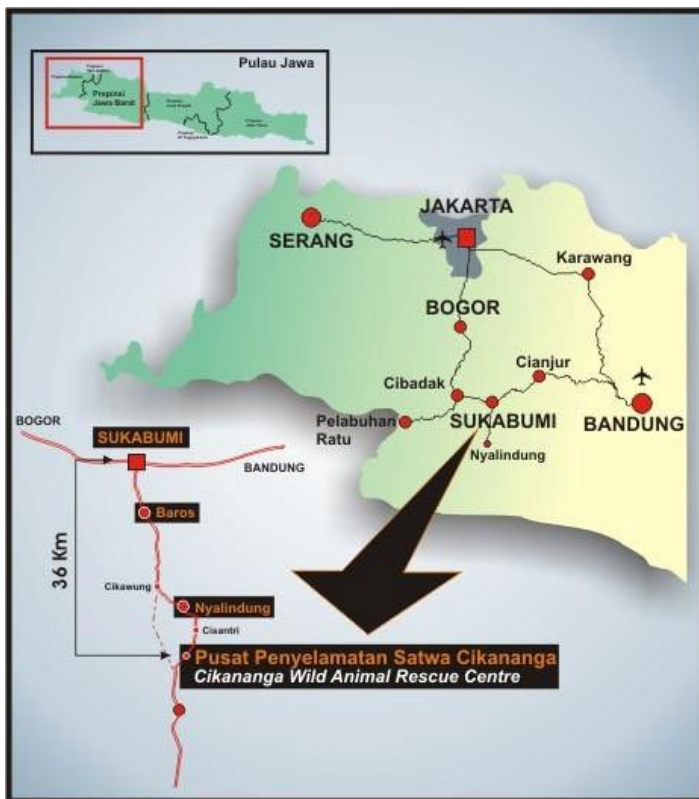 Pulau Jawa
Propinsi
Jawa Barat
JAKARTA
SERANG
Karawang
BOGOR
Cianjur
Cibadak
Pelabuhan
Ratu
SUKABUMI
BANDUNG
Nyalindung
BOGOR
SUKABUMI
BANDUNG
Baros
36 Km
Cikawung
Nyalindung
Cisantri
Pusat Penyelamatan Satwa Cikananga
Cikananga Wild Animal Rescue Centre